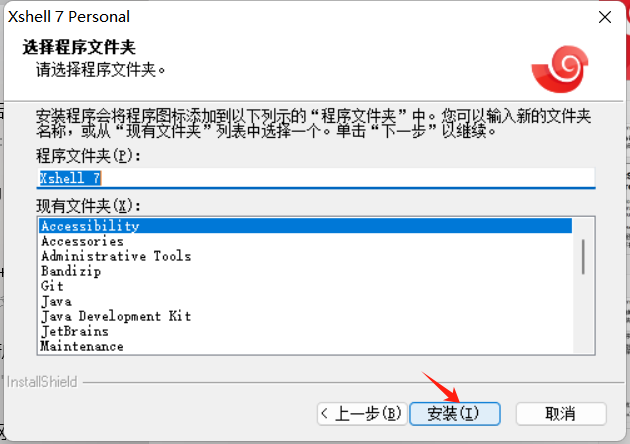 Xshell 7 Personal
选择程序文件夹
请选择程序文件夹。
安装程序会将程序图标添加到以下列示的“程序文件夹”中。您可以输入新的文件夹
名称，或从“现有文件夹”列表中选择一个。单击“下一步”以继续。
程序文件夹(P):
Xshell 7
现有文件夹(X):
Accessibility
Accessories
Administrative Tools
Bandizip
Git
Java
Java Development Kit
JetBrains
Maintenance
InstallShield
< 上一步(B) 安装(I) 取消